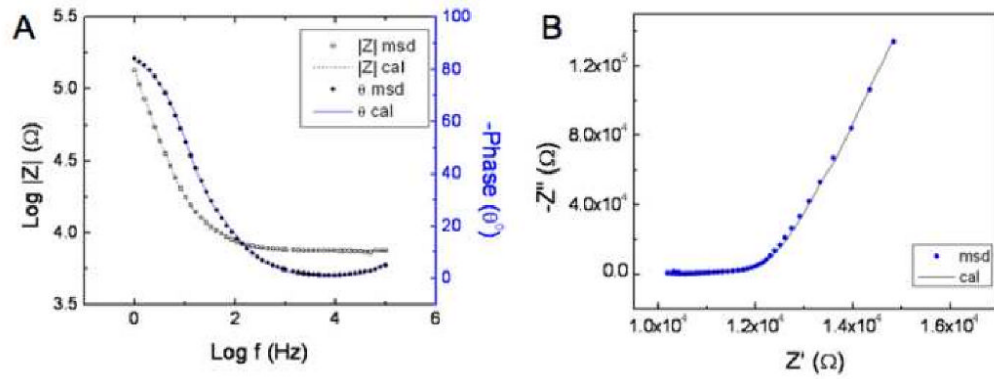 A
5.5
5.0
4.5
4.0
3.5
Log |Z| (Ω)
0
2
4
6
Log f (Hz)
|Z| msd
|Z| cal
θ msd
θ cal
100
80
60
40
20
0
-Phase (θ⁰)
B
1.2x10⁵
8.0x10⁴
4.0x10⁴
0.0
-Z" (Ω)
1.0x10⁴
1.2x10⁴
1.4x10⁴
1.6x10⁴
Z' (Ω)
msd
cal